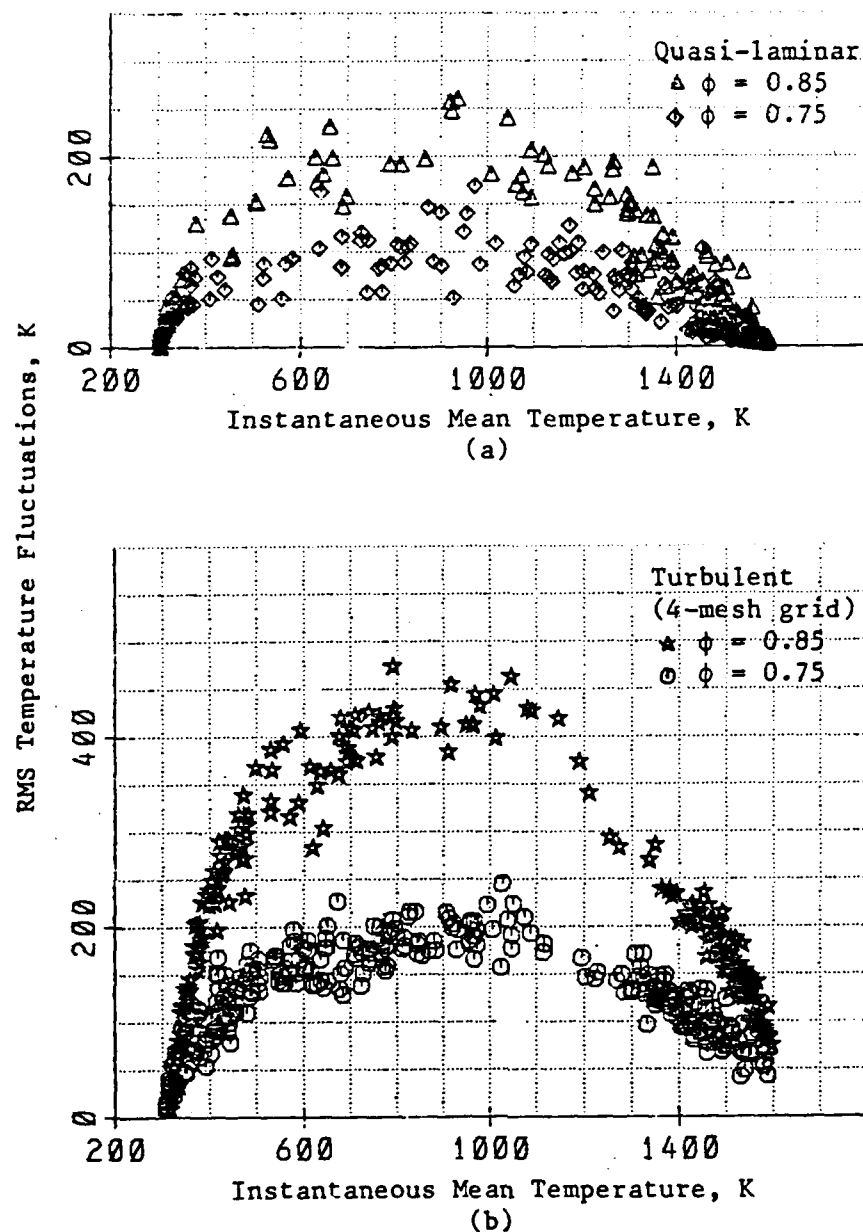 Quasi-laminar
ϕ = 0.85
ϕ = 0.75
200
0
200 600 1000 1400
Instantaneous Mean Temperature, K
(a)
RMS Temperature Fluctuations, K
Turbulent
(4-mesh grid)
ϕ = 0.85
ϕ = 0.75
400
200
0
200 600 1000 1400
Instantaneous Mean Temperature, K
(b)